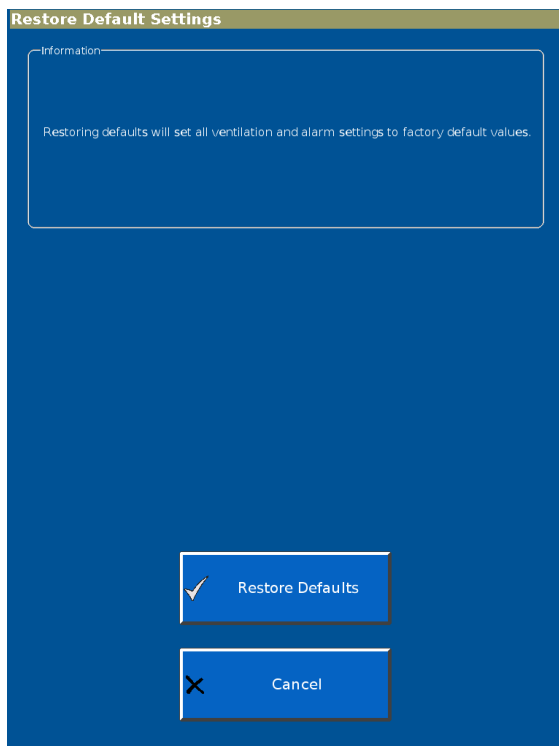 Restore Default Settings
Information
Restoring defaults will set all ventilation and alarm settings to factory default values.
Restore Defaults
Cancel